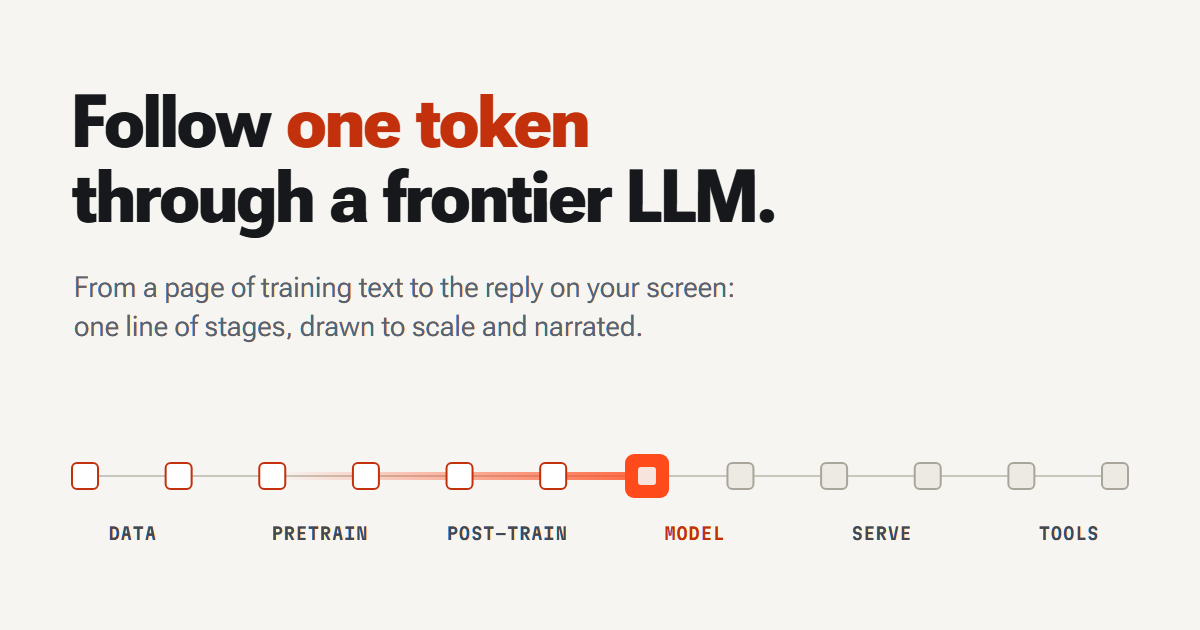 Follow one token
through a frontier LLM.
From a page of training text to the reply on your screen:
one line of stages, drawn to scale and narrated.
DATA PRETRAIN POST-TRAIN MODEL SERVE TOOLS